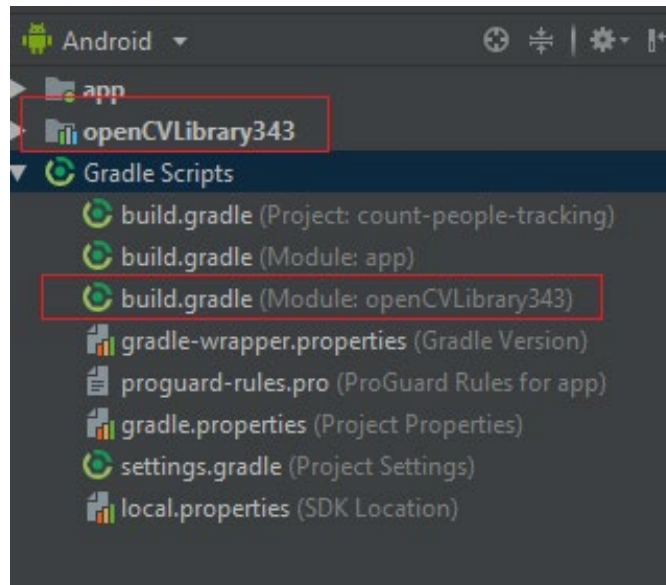 Android
app
openCVLibrary343
Gradle Scripts
build.gradle (Project: count-people-tracking)
build.gradle (Module: app)
build.gradle (Module: openCVLibrary343)
gradle-wrapper.properties (Gradle Version)
proguard-rules.pro (ProGuard Rules for app)
gradle.properties (Project Properties)
settings.gradle (Project Settings)
local.properties (SDK Location)